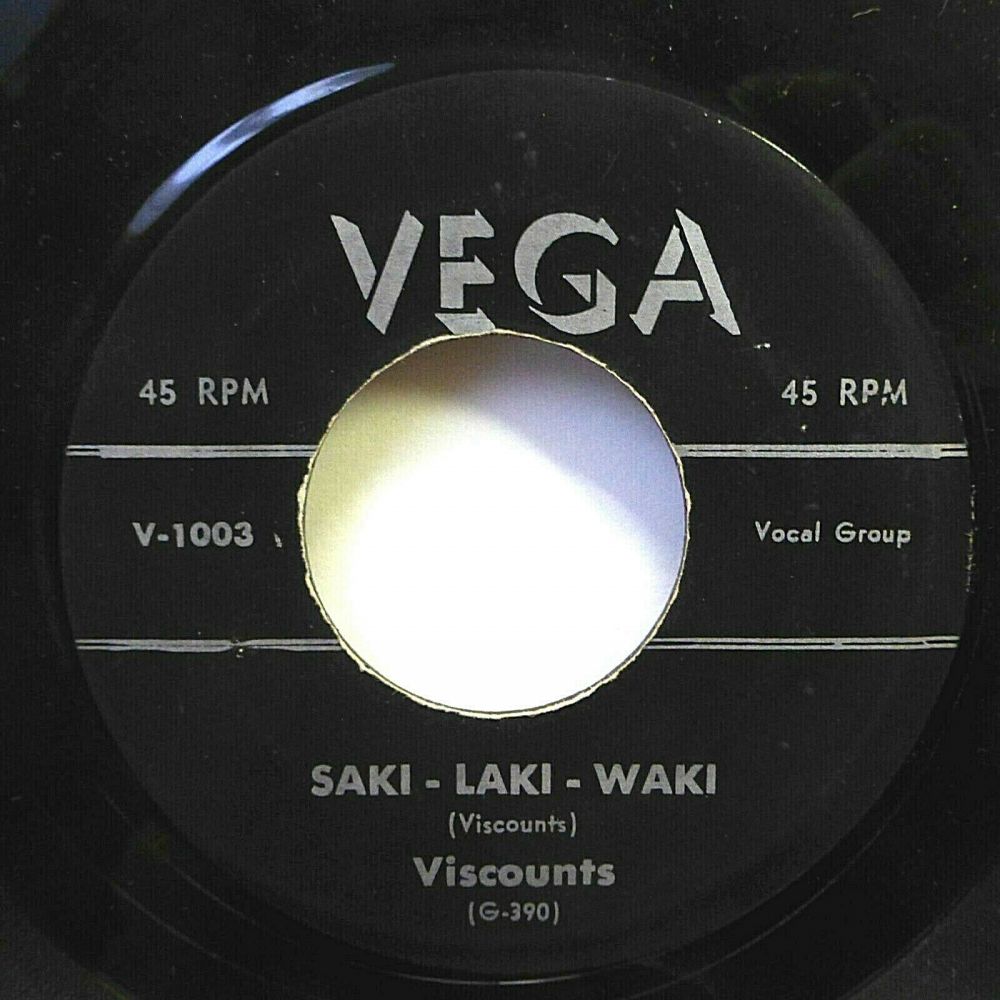 VEGA
45 RPM
45 RPM
V-1003
Vocal Group
SAKI - LAKI - WAKI
(Viscounts)
Viscounts
(G-390)